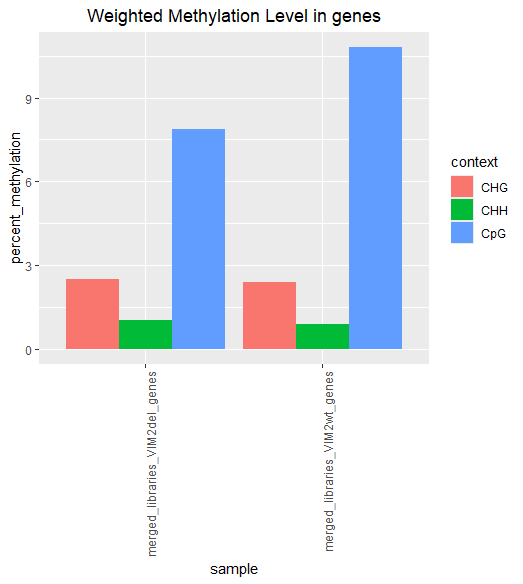 Weighted Methylation Level in genes
percent_methylation
9
6
3
0
merged_libraries_VIM2del_genes
merged_libraries_VIM2wt_genes
sample
context
CHG
CHH
CpG